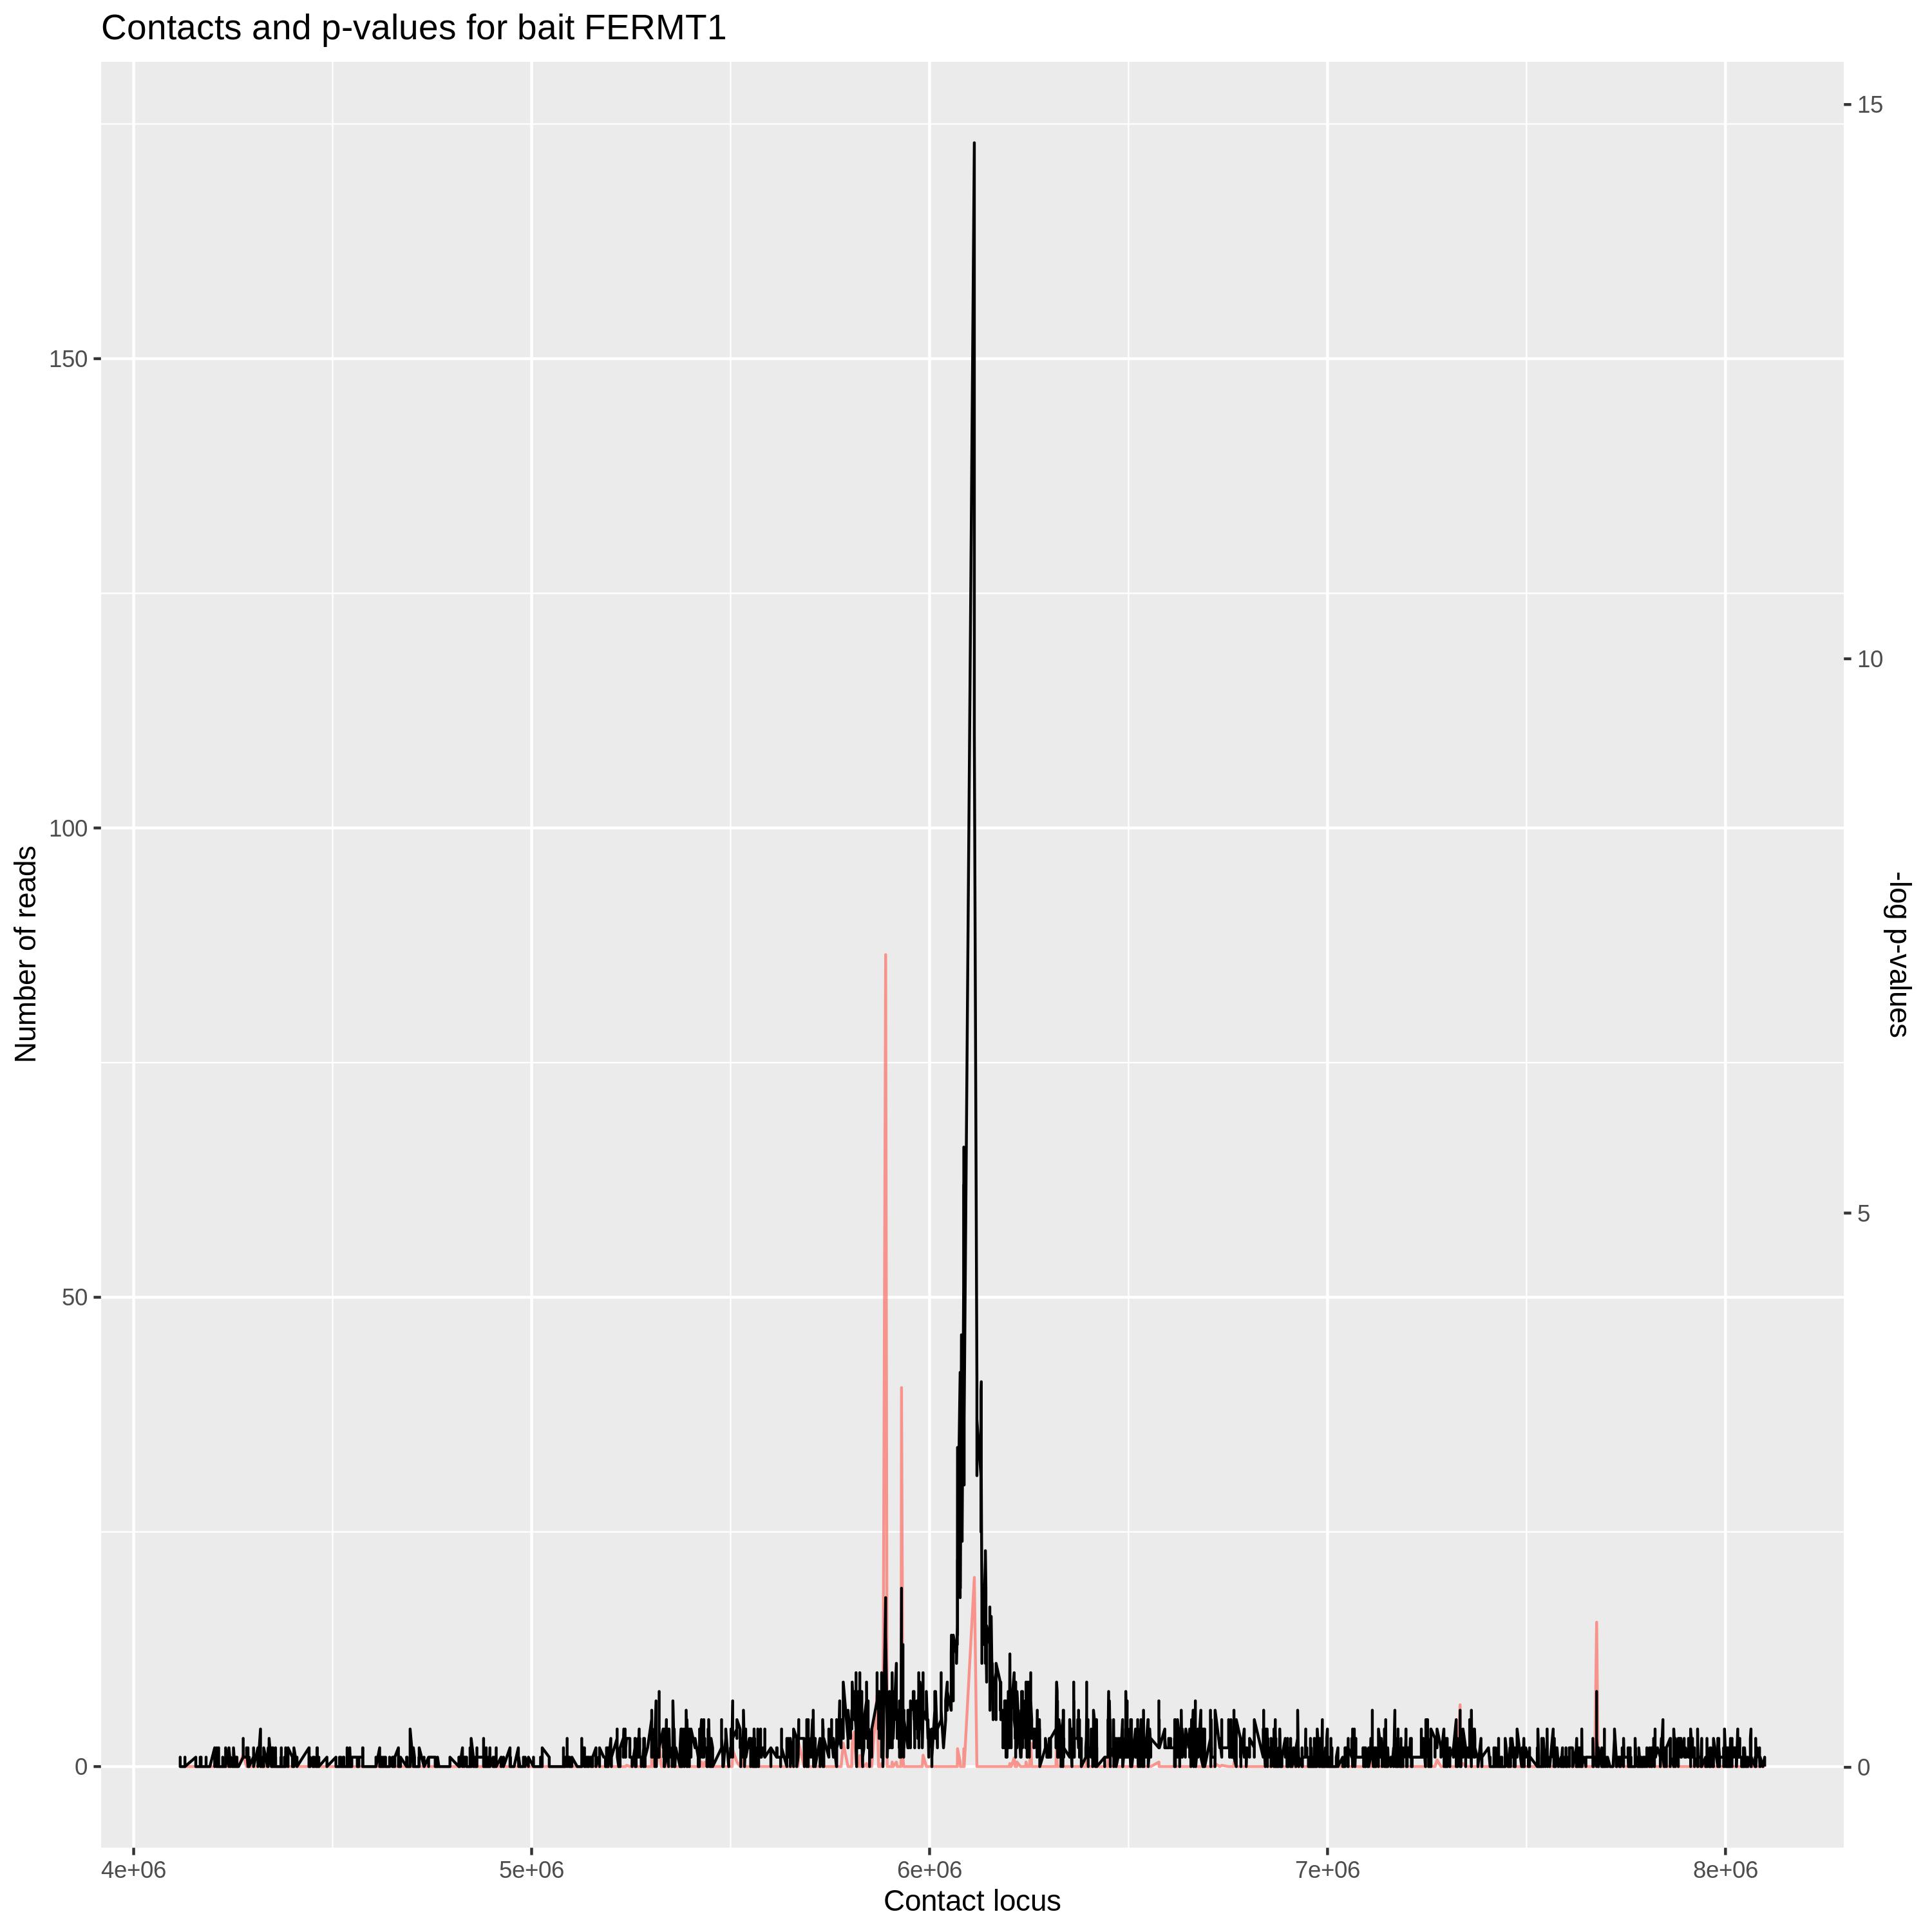 Contacts and p-values for bait FERMT1
15
150
10
100
Number of reads
-log p-values
5
50
0
0
4e+06
5e+06
6e+06
7e+06
8e+06
Contact locus